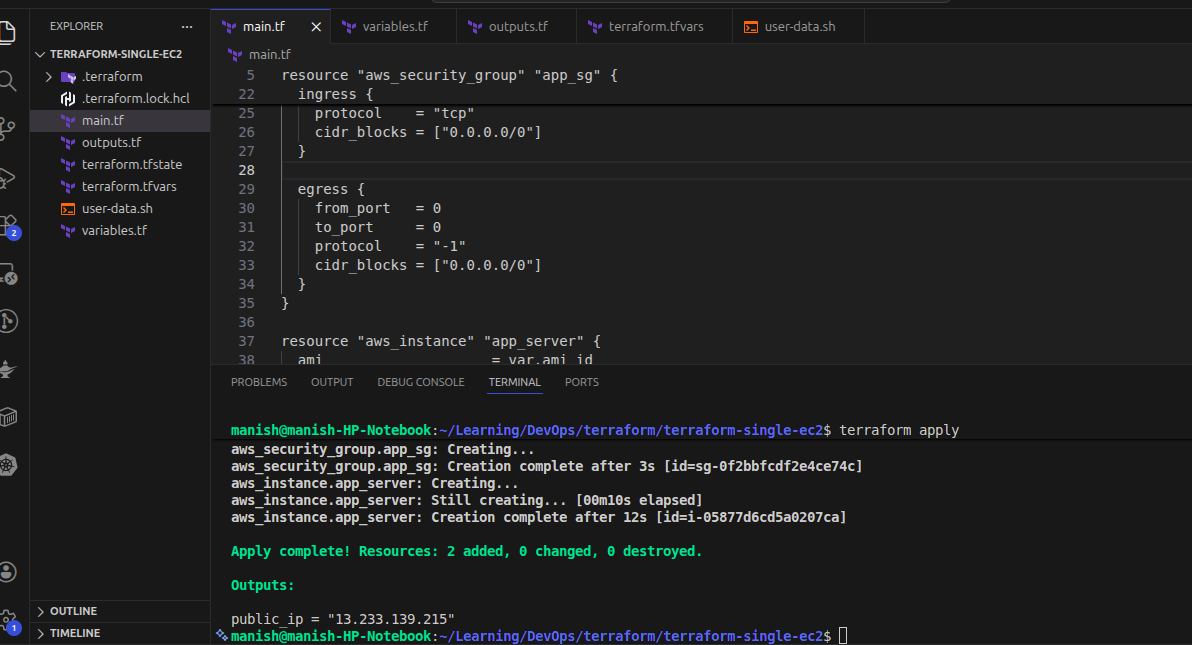 EXPLORER
...
TERRAFORM-SINGLE-EC2
.terraform
.terraform.lock.hcl
main.tf
outputs.tf
terraform.tfstate
terraform.tfvars
user-data.sh
variables.tf
OUTLINE
TIMELINE
2
1
main.tf
variables.tf
outputs.tf
terraform.tfvars
user-data.sh
main.tf
5 resource "aws_security_group" "app_sg" {
22 ingress {
25 protocol = "tcp"
26 cidr_blocks = ["0.0.0.0/0"]
27 }
28
29 egress {
30 from_port = 0
31 to_port = 0
32 protocol = "-1"
33 cidr_blocks = ["0.0.0.0/0"]
34 }
35 }
36
37 resource "aws_instance" "app_server" {
38 ami = var.ami_id
PROBLEMS OUTPUT DEBUG CONSOLE TERMINAL PORTS
manish@manish-HP-Notebook:~/Learning/DevOps/terraform/terraform-single-ec2$ terraform apply
aws_security_group.app_sg: Creating...
aws_security_group.app_sg: Creation complete after 3s [id=sg-0f2bbfcdf2e4ce74c]
aws_instance.app_server: Creating...
aws_instance.app_server: Still creating... [00m10s elapsed]
aws_instance.app_server: Creation complete after 12s [id=i-05877d6cd5a0207ca]
Apply complete! Resources: 2 added, 0 changed, 0 destroyed.
Outputs:
public_ip = "13.233.139.215"
manish@manish-HP-Notebook:~/Learning/DevOps/terraform/terraform-single-ec2$